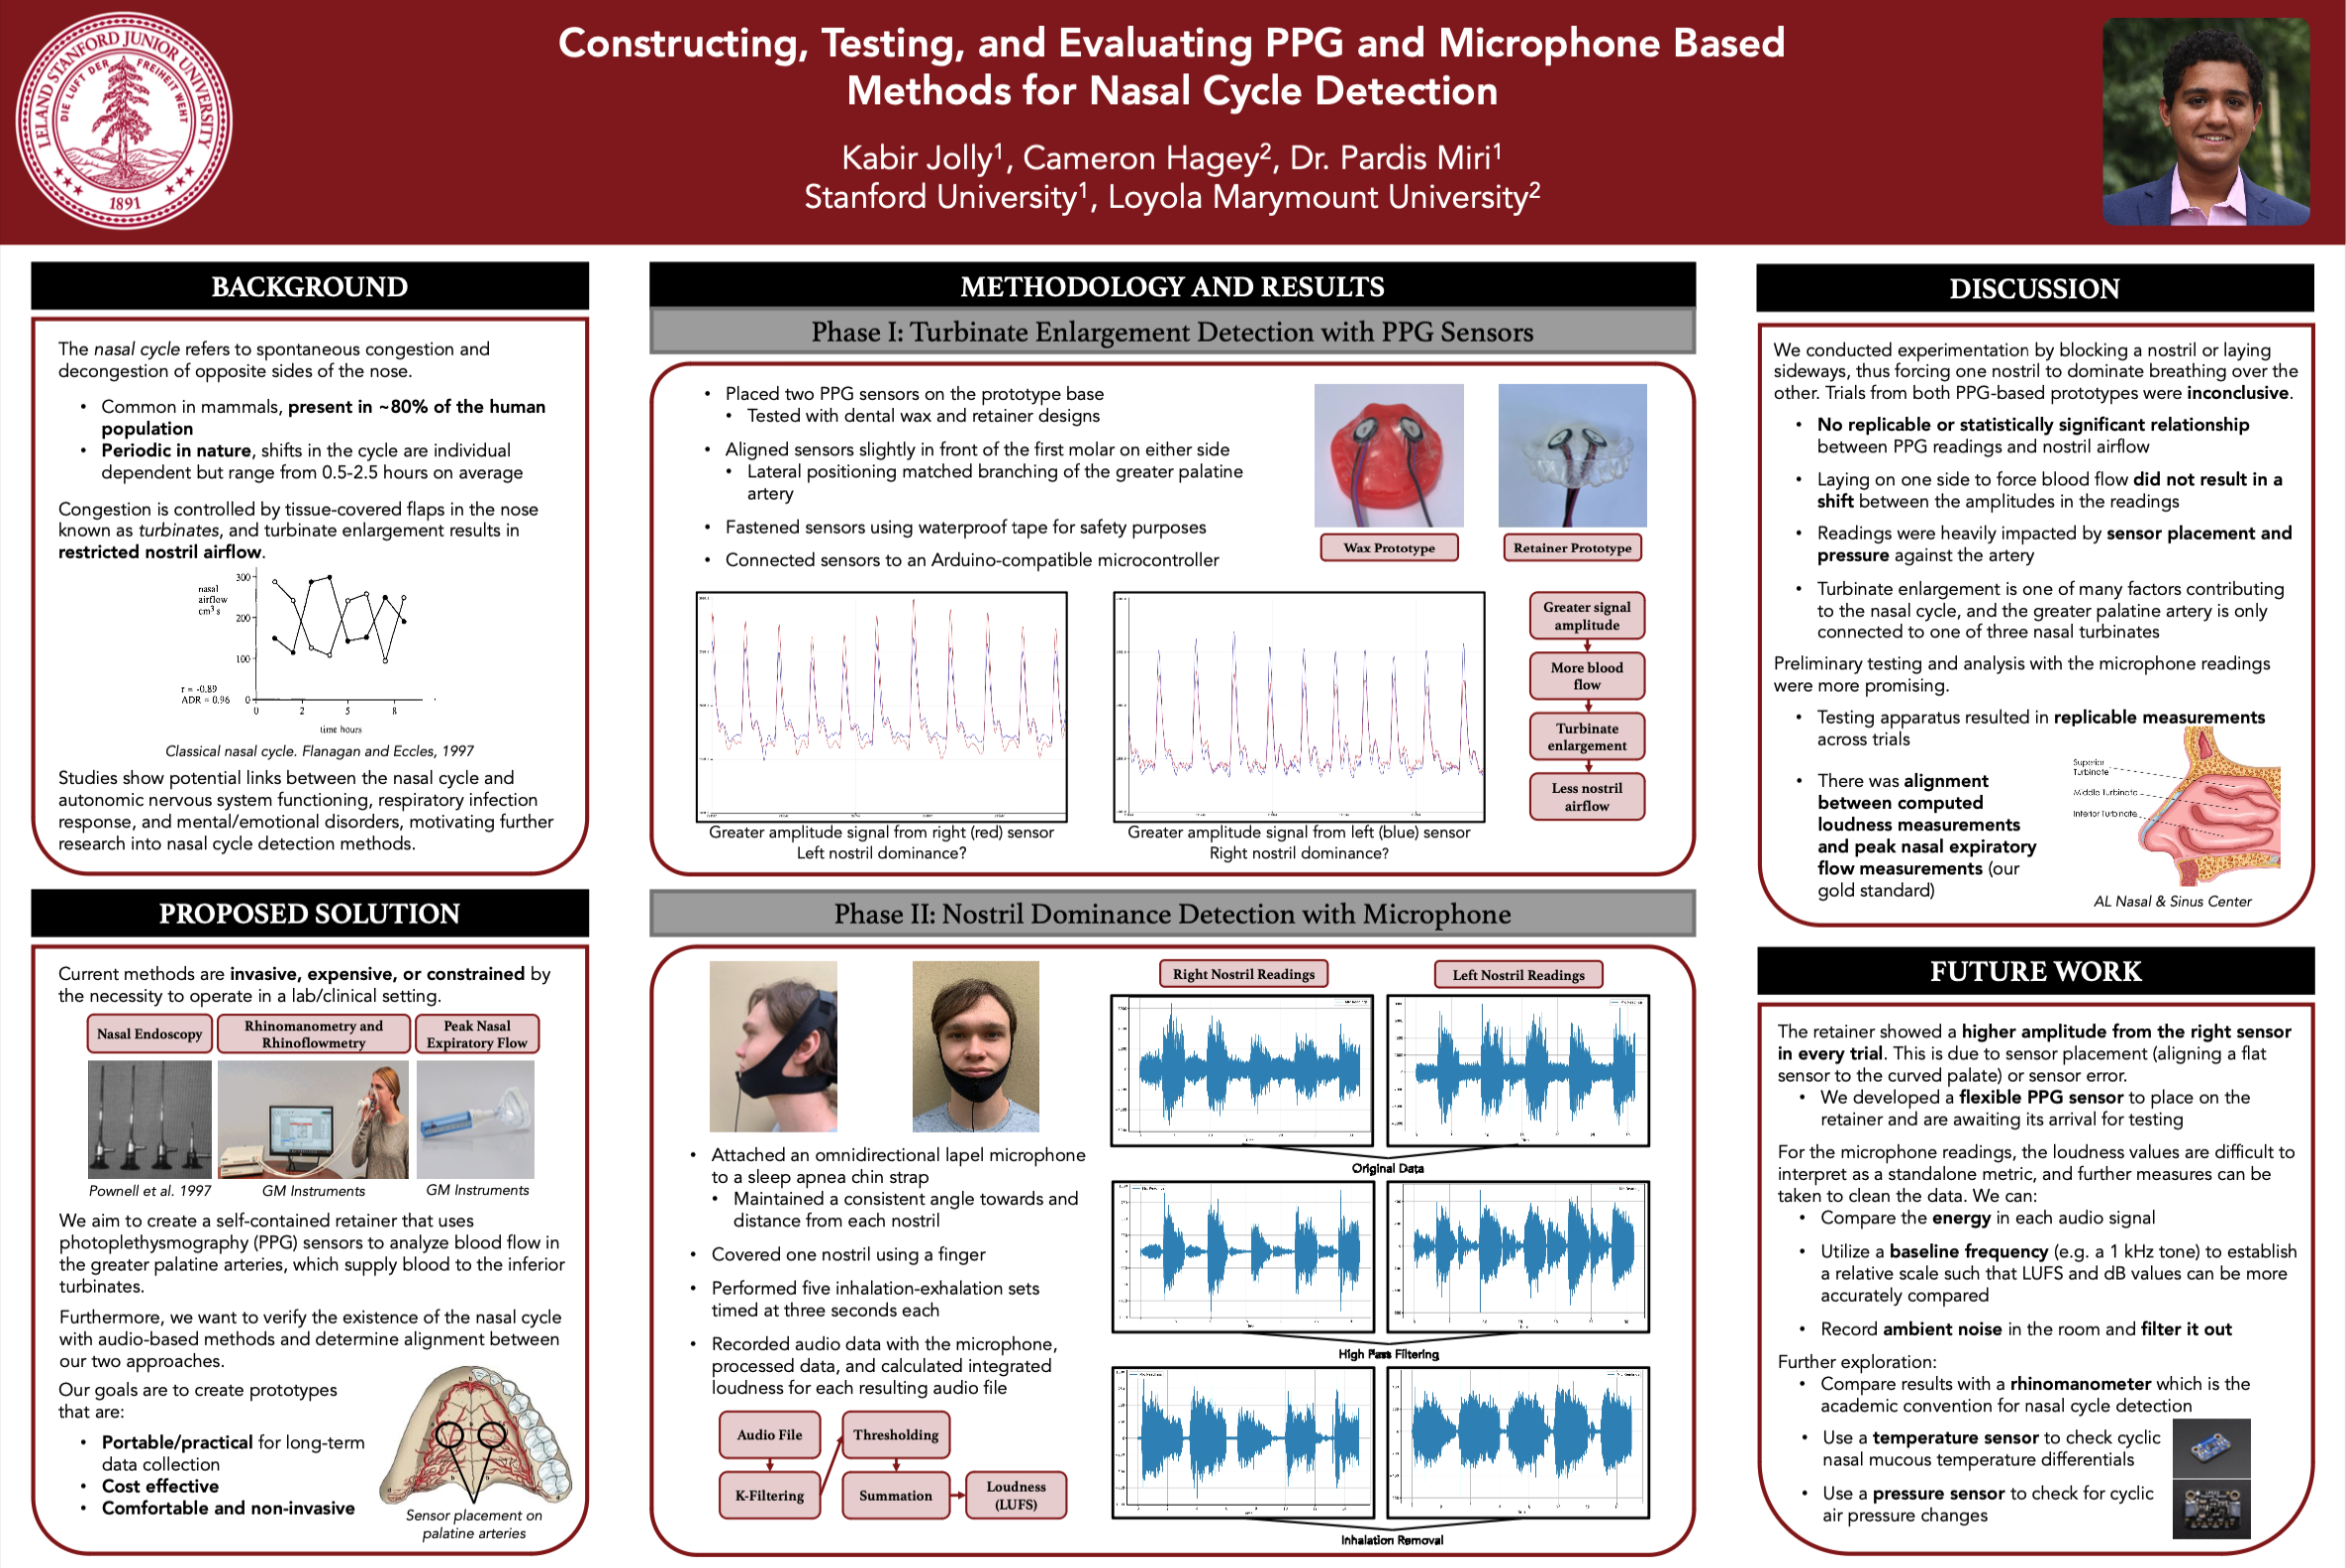 LELAND STANFORD JUNIOR UNIVERSITY
DIE LUFT DER FREIHEIT WEHT
1891
Constructing, Testing, and Evaluating PPG and Microphone Based
Methods for Nasal Cycle Detection
Kabir Jolly1, Cameron Hagey2, Dr. Pardis Miri1
Stanford University1, Loyola Marymount University2
BACKGROUND
The nasal cycle refers to spontaneous congestion and
decongestion of opposite sides of the nose.
• Common in mammals, present in ~80% of the human
population
• Periodic in nature, shifts in the cycle are individual
dependent but range from 0.5-2.5 hours on average
Congestion is controlled by tissue-covered flaps in the nose
known as turbinates, and turbinate enlargement results in
restricted nostril airflow.
nasal
airflow
cm3 s
300
200
100
0
r = -0.89
ADR = 0.96
0 2 5 8
time hours
Classical nasal cycle. Flanagan and Eccles, 1997
Studies show potential links between the nasal cycle and
autonomic nervous system functioning, respiratory infection
response, and mental/emotional disorders, motivating further
research into nasal cycle detection methods.
PROPOSED SOLUTION
Current methods are invasive, expensive, or constrained by
the necessity to operate in a lab/clinical setting.
Nasal Endoscopy
Rhinomanometry and
Rhinoflowmetry
Peak Nasal
Expiratory Flow
Pownell et al. 1997
GM Instruments
GM Instruments
We aim to create a self-contained retainer that uses
photoplethysmography (PPG) sensors to analyze blood flow in
the greater palatine arteries, which supply blood to the inferior
turbinates.
Furthermore, we want to verify the existence of the nasal cycle
with audio-based methods and determine alignment between
our two approaches.
Our goals are to create prototypes
that are:
• Portable/practical for long-term
data collection
• Cost effective
• Comfortable and non-invasive
Sensor placement on
palatine arteries
METHODOLOGY AND RESULTS
Phase I: Turbinate Enlargement Detection with PPG Sensors
• Placed two PPG sensors on the prototype base
• Tested with dental wax and retainer designs
• Aligned sensors slightly in front of the first molar on either side
• Lateral positioning matched branching of the greater palatine
artery
• Fastened sensors using waterproof tape for safety purposes
• Connected sensors to an Arduino-compatible microcontroller
Wax Prototype
Retainer Prototype
Greater amplitude signal from right (red) sensor
Left nostril dominance?
Greater amplitude signal from left (blue) sensor
Right nostril dominance?
Greater signal
amplitude
More blood
flow
Turbinate
enlargement
Less nostril
airflow
Phase II: Nostril Dominance Detection with Microphone
• Attached an omnidirectional lapel microphone
to a sleep apnea chin strap
• Maintained a consistent angle towards and
distance from each nostril
• Covered one nostril using a finger
• Performed five inhalation-exhalation sets
timed at three seconds each
• Recorded audio data with the microphone,
processed data, and calculated integrated
loudness for each resulting audio file
Audio File
K-Filtering
Thresholding
Summation
Loudness
(LUFS)
Right Nostril Readings
Left Nostril Readings
Original Data
High Pass Filtering
Inhalation Removal
DISCUSSION
We conducted experimentation by blocking a nostril or laying
sideways, thus forcing one nostril to dominate breathing over the
other. Trials from both PPG-based prototypes were inconclusive.
• No replicable or statistically significant relationship
between PPG readings and nostril airflow
• Laying on one side to force blood flow did not result in a
shift between the amplitudes in the readings
• Readings were heavily impacted by sensor placement and
pressure against the artery
• Turbinate enlargement is one of many factors contributing
to the nasal cycle, and the greater palatine artery is only
connected to one of three nasal turbinates
Preliminary testing and analysis with the microphone readings
were more promising.
• Testing apparatus resulted in replicable measurements
across trials
• There was alignment
between computed
loudness measurements
and peak nasal expiratory
flow measurements (our
gold standard)
Superior
Turbinate
Middle Turbinate
Inferior Turbinate
AL Nasal & Sinus Center
FUTURE WORK
The retainer showed a higher amplitude from the right sensor
in every trial. This is due to sensor placement (aligning a flat
sensor to the curved palate) or sensor error.
• We developed a flexible PPG sensor to place on the
retainer and are awaiting its arrival for testing
For the microphone readings, the loudness values are difficult to
interpret as a standalone metric, and further measures can be
taken to clean the data. We can:
• Compare the energy in each audio signal
• Utilize a baseline frequency (e.g. a 1 kHz tone) to establish
a relative scale such that LUFS and dB values can be more
accurately compared
• Record ambient noise in the room and filter it out
Further exploration:
• Compare results with a rhinomanometer which is the
academic convention for nasal cycle detection
• Use a temperature sensor to check cyclic
nasal mucous temperature differentials
• Use a pressure sensor to check for cyclic
air pressure changes